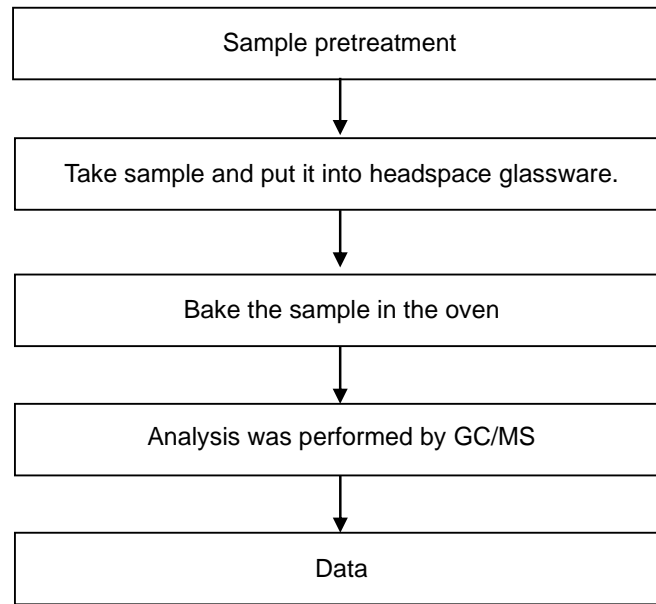 Sample pretreatment
Take sample and put it into headspace glassware.
Bake the sample in the oven
Analysis was performed by GC/MS
Data